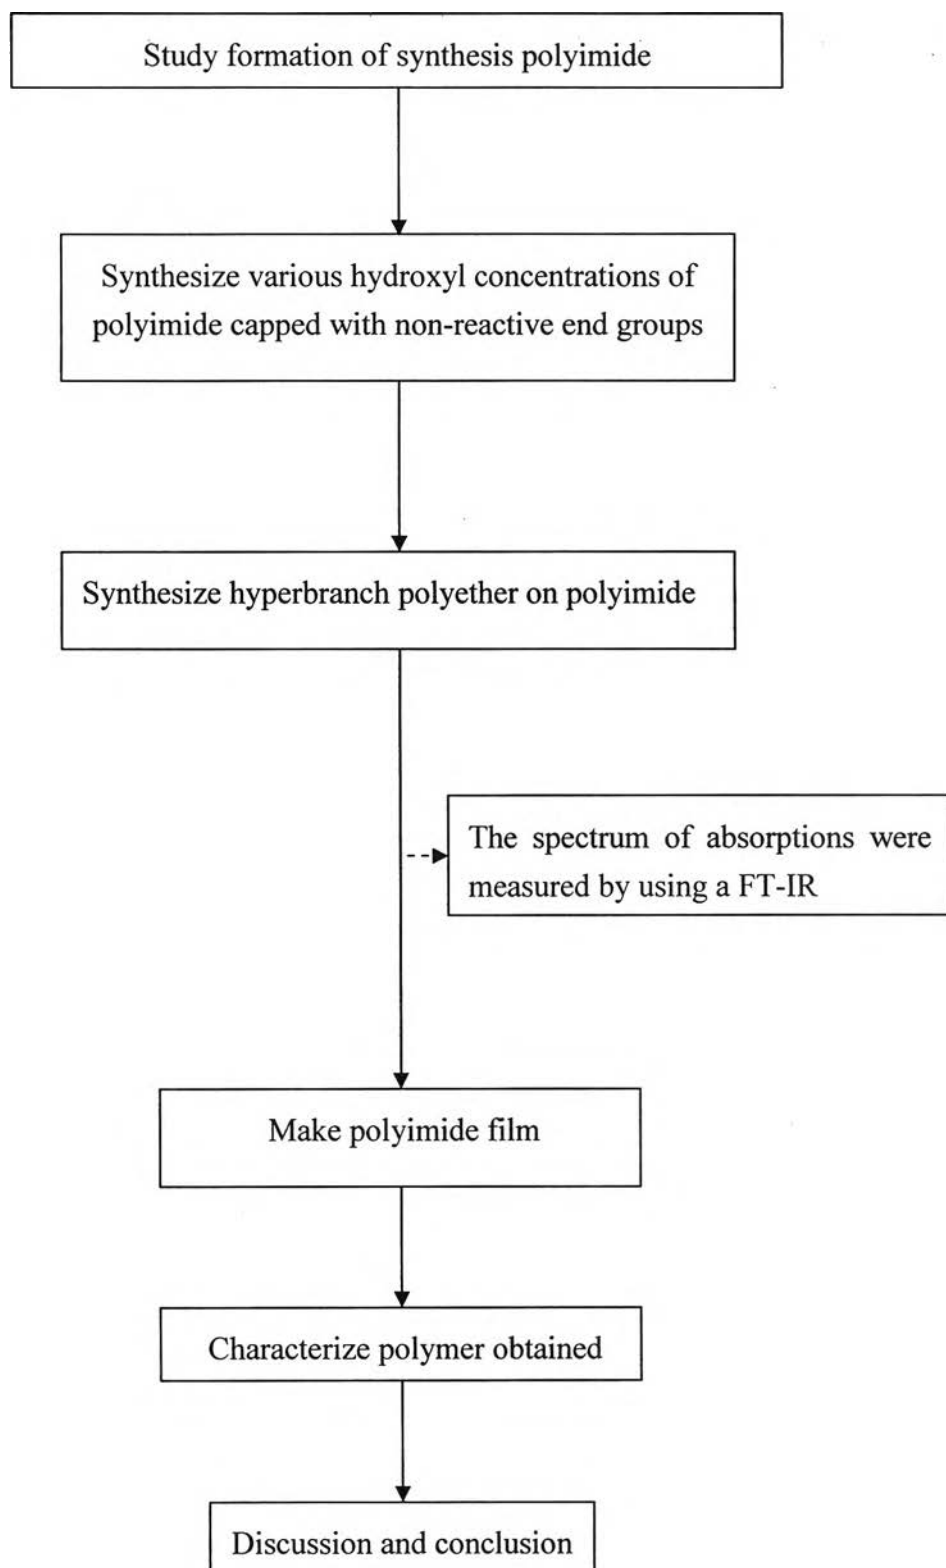 Study formation of synthesis polyimide
Synthesize various hydroxyl concentrations of
polyimide capped with non-reactive end groups
Synthesize hyperbranch polyether on polyimide
The spectrum of absorptions were
measured by using a FT-IR
Make polyimide film
Characterize polymer obtained
Discussion and conclusion